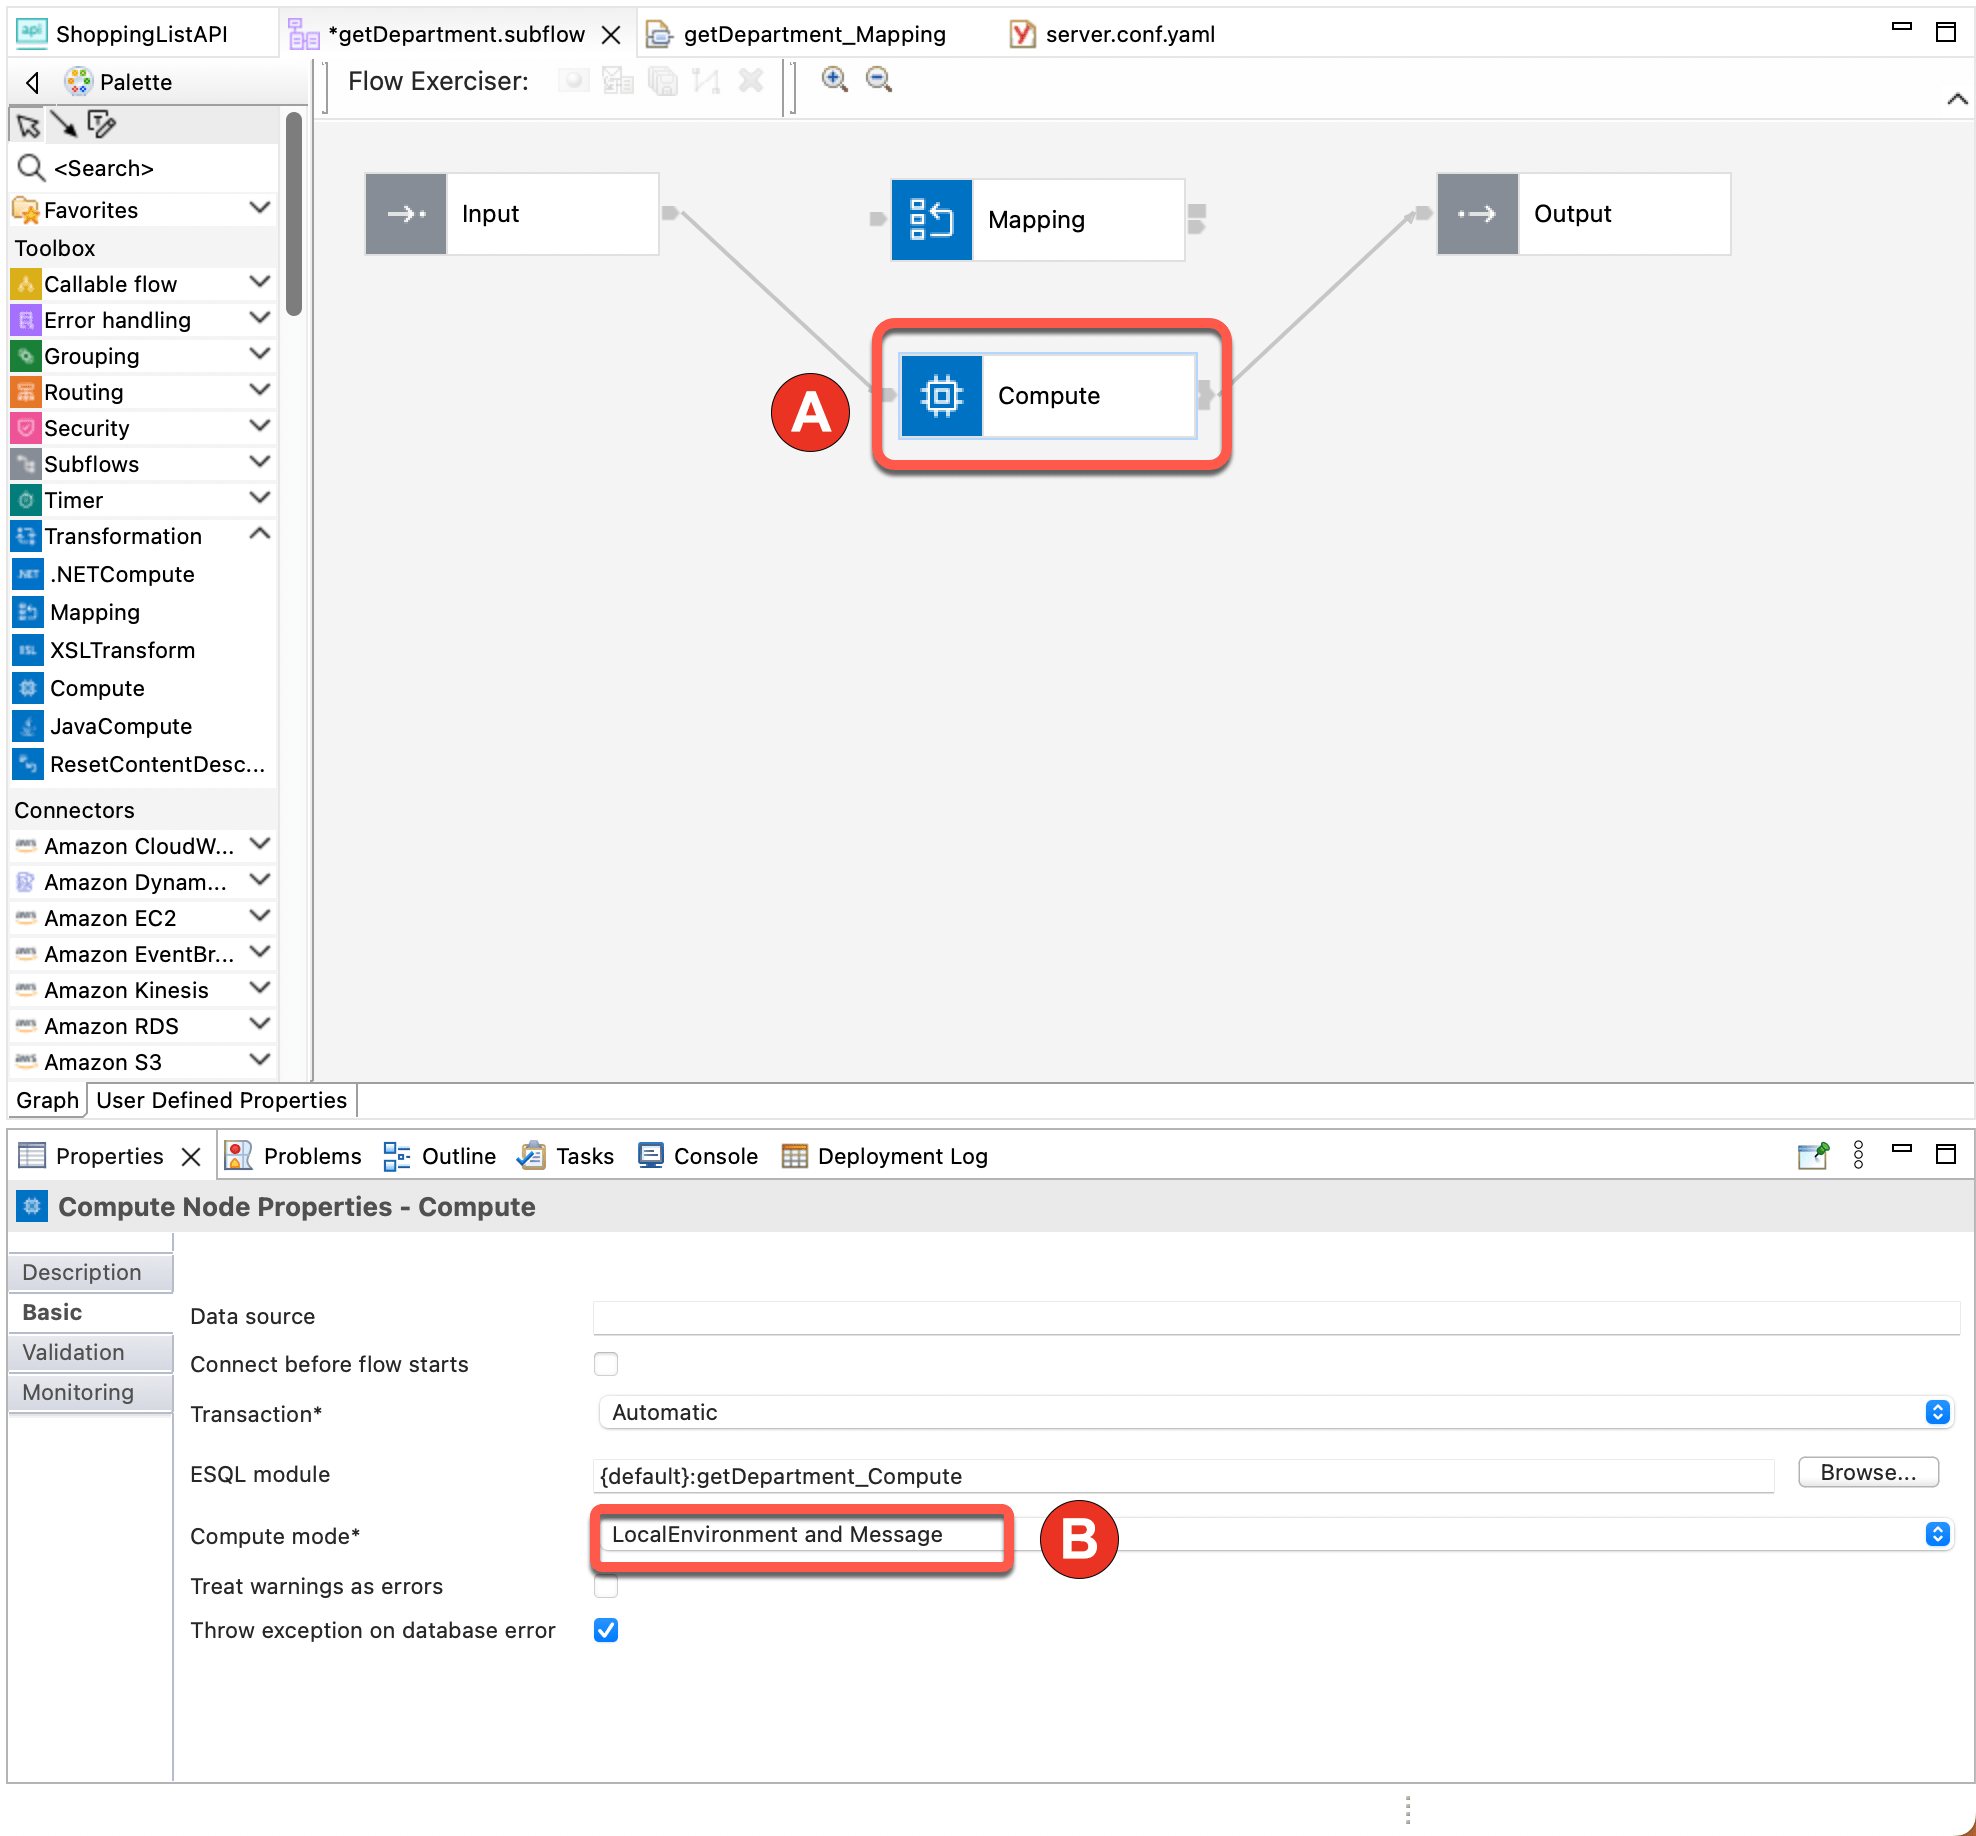 ShoppingListAPI
*getDepartment.subflow
getDepartment_Mapping
server.conf.yaml
Palette
Flow Exerciser:
<Search>
Favorites
Toolbox
Callable flow
Error handling
Grouping
Routing
Security
Subflows
Timer
Transformation
.NETCompute
Mapping
XSLTransform
Compute
JavaCompute
ResetContentDesc...
Connectors
Amazon CloudW...
Amazon Dynam...
Amazon EC2
Amazon EventBr...
Amazon Kinesis
Amazon RDS
Amazon S3
Input
Mapping
Output
A
Compute
Graph
User Defined Properties
Properties
Problems
Outline
Tasks
Console
Deployment Log
Compute Node Properties - Compute
Description
Basic
Validation
Monitoring
Data source
Connect before flow starts
Transaction*
Automatic
ESQL module
{default}:getDepartment_Compute
Browse...
Compute mode*
LocalEnvironment and Message
B
Treat warnings as errors
Throw exception on database error